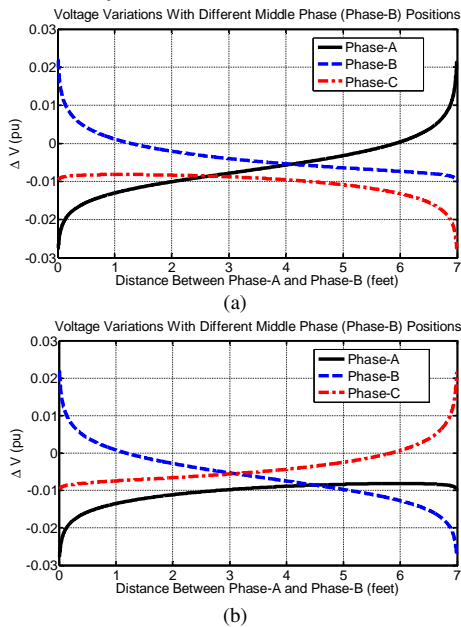 Voltage Variations With Different Middle Phase (Phase-B) Positions
0.03
0.02
0.01
0
-0.01
-0.02
-0.03
Δ V (pu)
Phase-A
Phase-B
Phase-C
0 1 2 3 4 5 6 7
Distance Between Phase-A and Phase-B (feet)
(a)
Voltage Variations With Different Middle Phase (Phase-B) Positions
0.03
0.02
0.01
0
-0.01
-0.02
-0.03
Δ V (pu)
Phase-A
Phase-B
Phase-C
0 1 2 3 4 5 6 7
Distance Between Phase-A and Phase-B (feet)
(b)